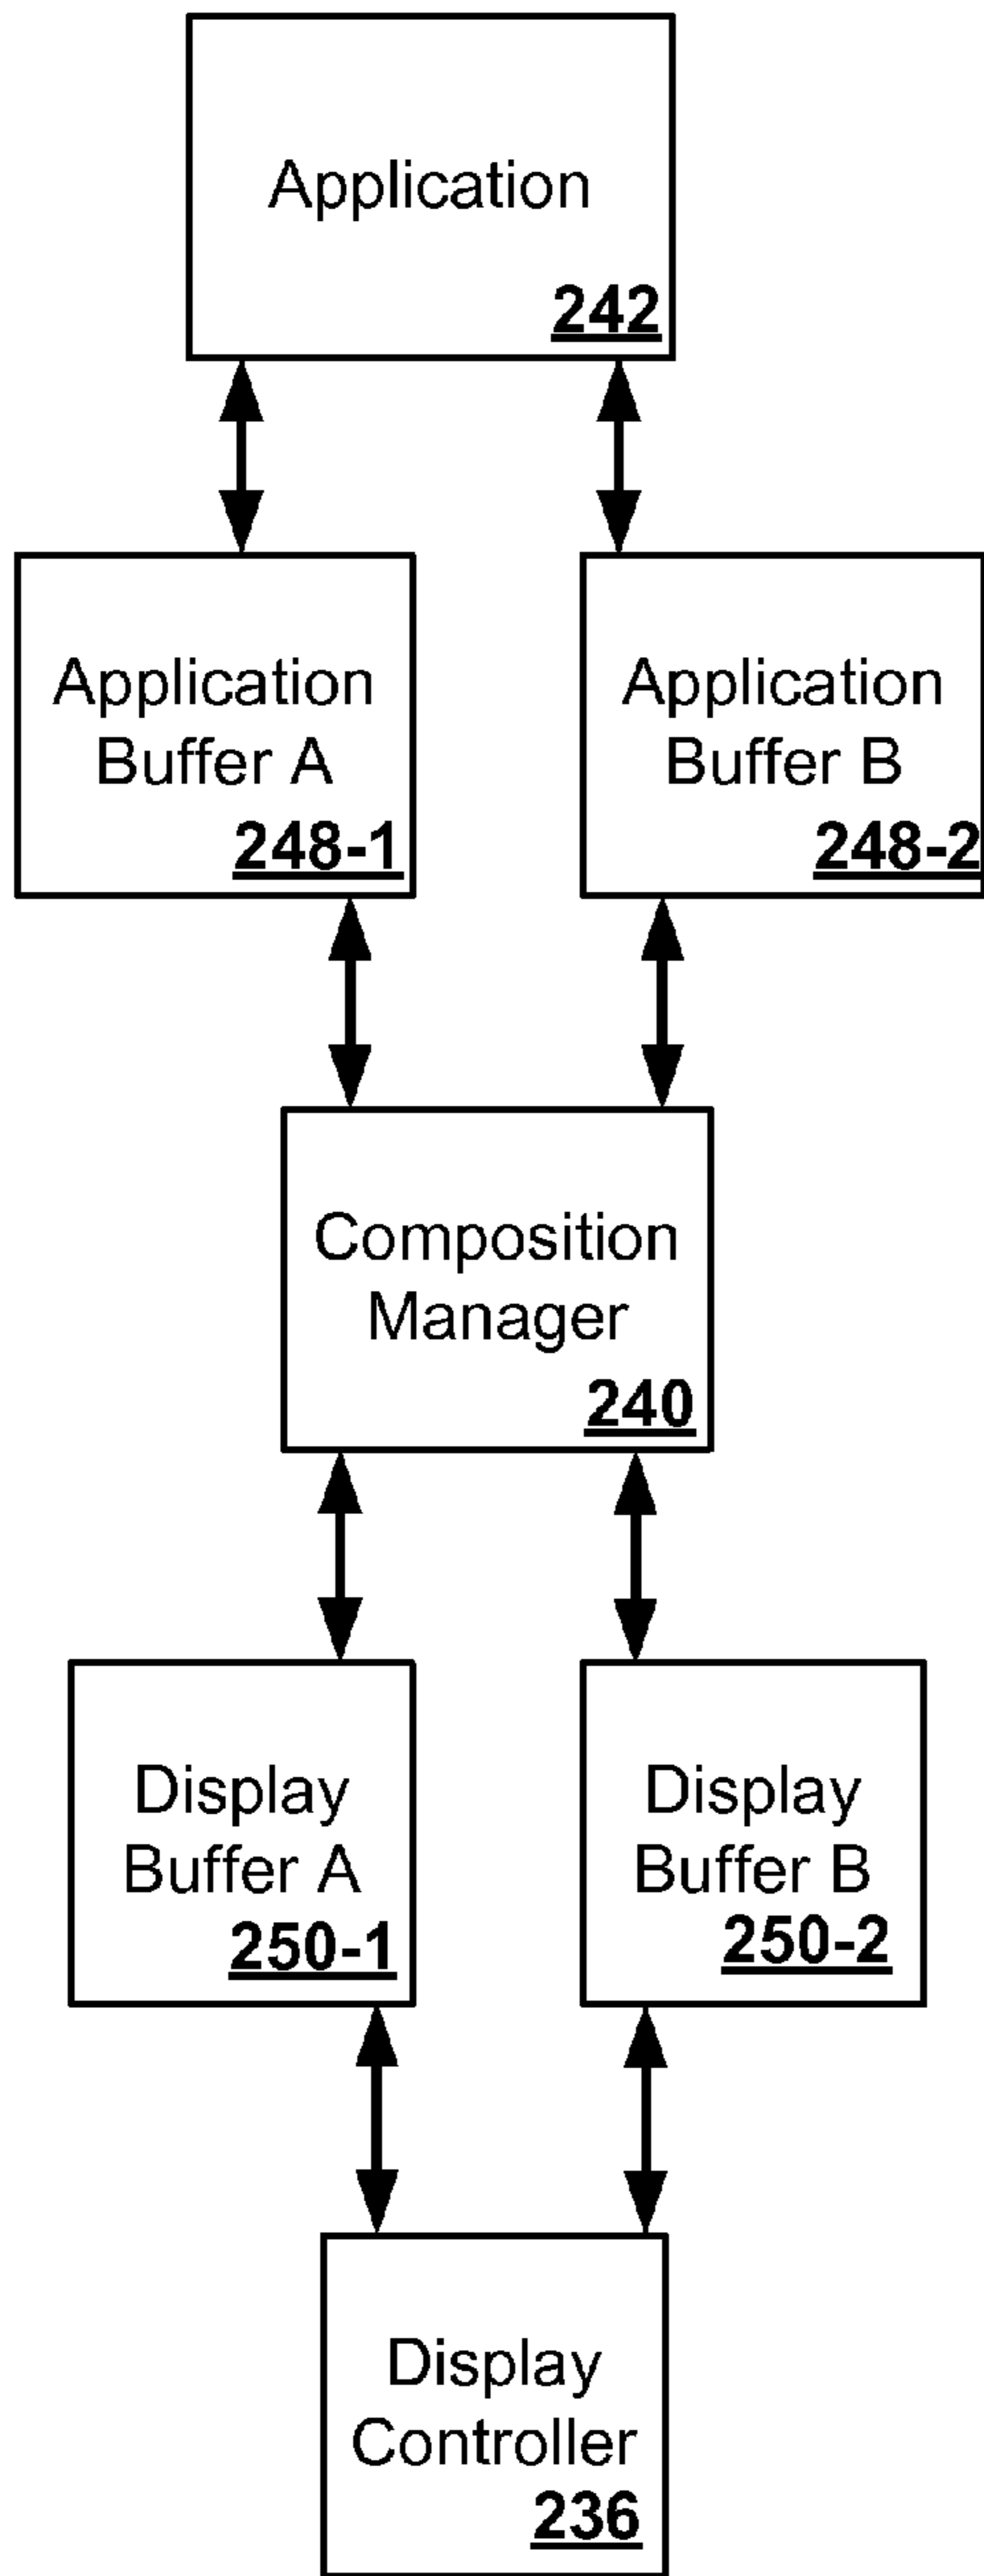 Application
242
Application
Buffer A
248-1
Application
Buffer B
248-2
Composition
Manager
240
Display
Buffer A
250-1
Display
Buffer B
250-2
Display
Controller
236